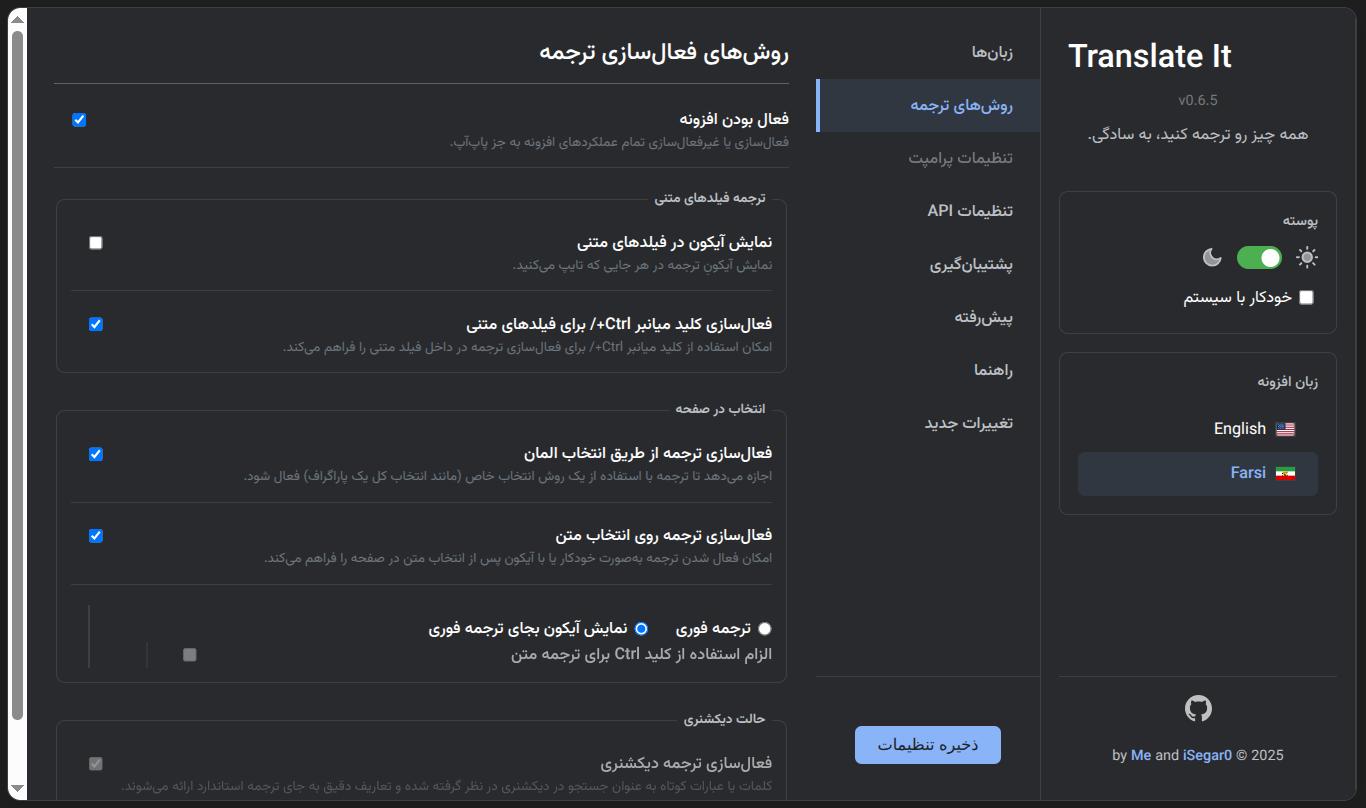 Translate It
v0.6.5
همه چیز رو ترجمه کنید، به سادگی.
پوسته
خودکار با سیستم
زبان افزونه
English
Farsi
by Me and iSegar0 © 2025
زبان‌ها
روش‌های ترجمه
تنظیمات پرامپت
تنظیمات API
پشتیبان‌گیری
پیش‌رفته
راهنما
تغییرات جدید
ذخیره تنظیمات
روش‌های فعال‌سازی ترجمه
فعال بودن افزونه
فعال‌سازی یا غیرفعال‌سازی تمام عملکردهای افزونه به جز پاپ‌آپ.
ترجمه فیلدهای متنی
نمایش آیکون در فیلدهای متنی
نمایش آیکونِ ترجمه در هر جایی که تایپ می‌کنید.
فعال‌سازی کلید میانبر Ctrl+/ برای فیلدهای متنی
امکان استفاده از کلید میانبر Ctrl+/ برای فعال‌سازی ترجمه در داخل فیلد متنی را فراهم می‌کند.
انتخاب در صفحه
فعال‌سازی ترجمه از طریق انتخاب المان
اجازه می‌دهد تا ترجمه با استفاده از یک روش انتخاب خاص (مانند انتخاب کل یک پاراگراف) فعال شود.
فعال‌سازی ترجمه روی انتخاب متن
امکان فعال شدن ترجمه به‌صورت خودکار یا با آیکون پس از انتخاب متن در صفحه را فراهم می‌کند.
ترجمه فوری نمایش آیکون بجای ترجمه فوری
الزام استفاده از کلید Ctrl برای ترجمه متن
حالت دیکشنری
فعال‌سازی ترجمه دیکشنری
کلمات یا عبارات کوتاه به عنوان جستجو در دیکشنری در نظر گرفته شده و تعاریف دقیق به جای ترجمه استاندارد ارائه می‌شوند.